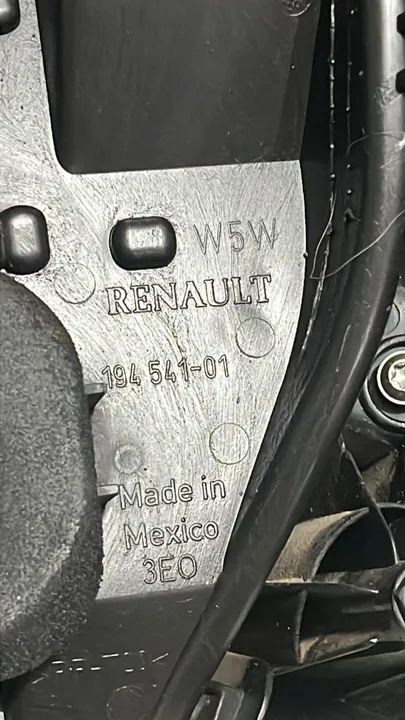 W5W
RENAULT
194 541-01
Made in
Mexico
3EO